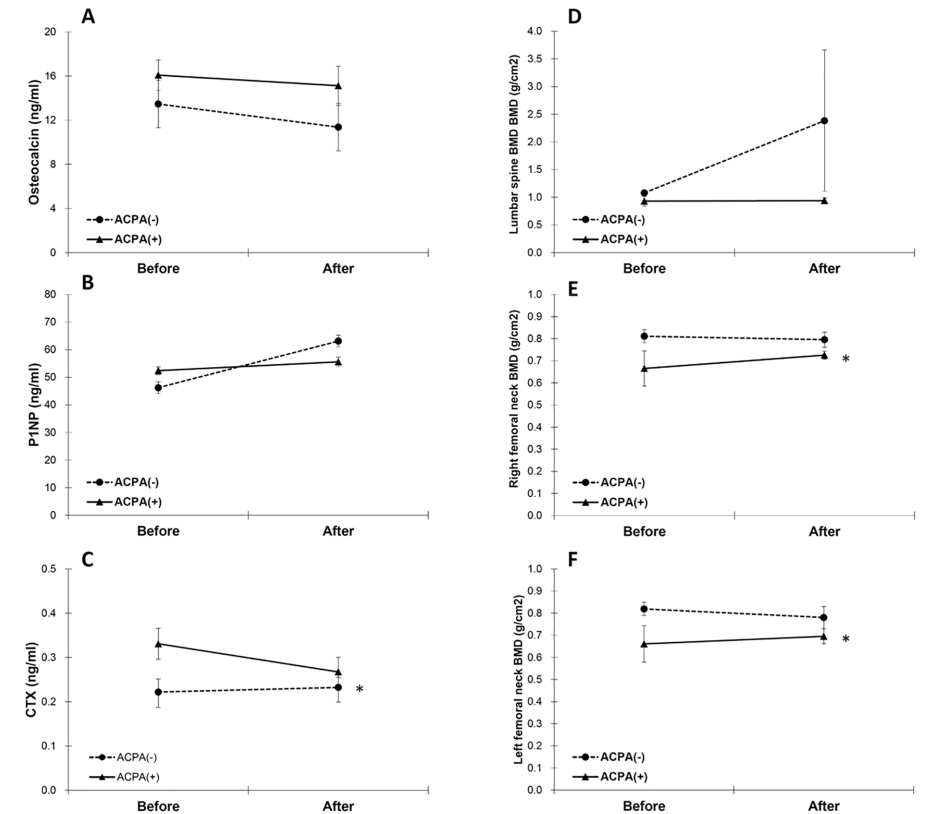 A
Osteocalcin (ng/ml)
20
16
12
8
4
0
ACPA(-)
ACPA(+)
Before After
B
P1NP (ng/ml)
80
70
60
50
40
30
20
10
0
ACPA(-)
ACPA(+)
Before After
C
CTX (ng/ml)
0.5
0.4
0.3
0.2
0.1
0.0
*
ACPA(-)
ACPA(+)
Before After
D
Lumbar spine BMD BMD (g/cm2)
4.0
3.5
3.0
2.5
2.0
1.5
1.0
0.5
0.0
ACPA(-)
ACPA(+)
Before After
E
Right femoral neck BMD (g/cm2)
1.0
0.9
0.8
0.7
0.6
0.5
0.4
0.3
0.2
0.1
0.0
*
ACPA(-)
ACPA(+)
Before After
F
Left femoral neck BMD (g/cm2)
1.0
0.9
0.8
0.7
0.6
0.5
0.4
0.3
0.2
0.1
0.0
*
ACPA(-)
ACPA(+)
Before After